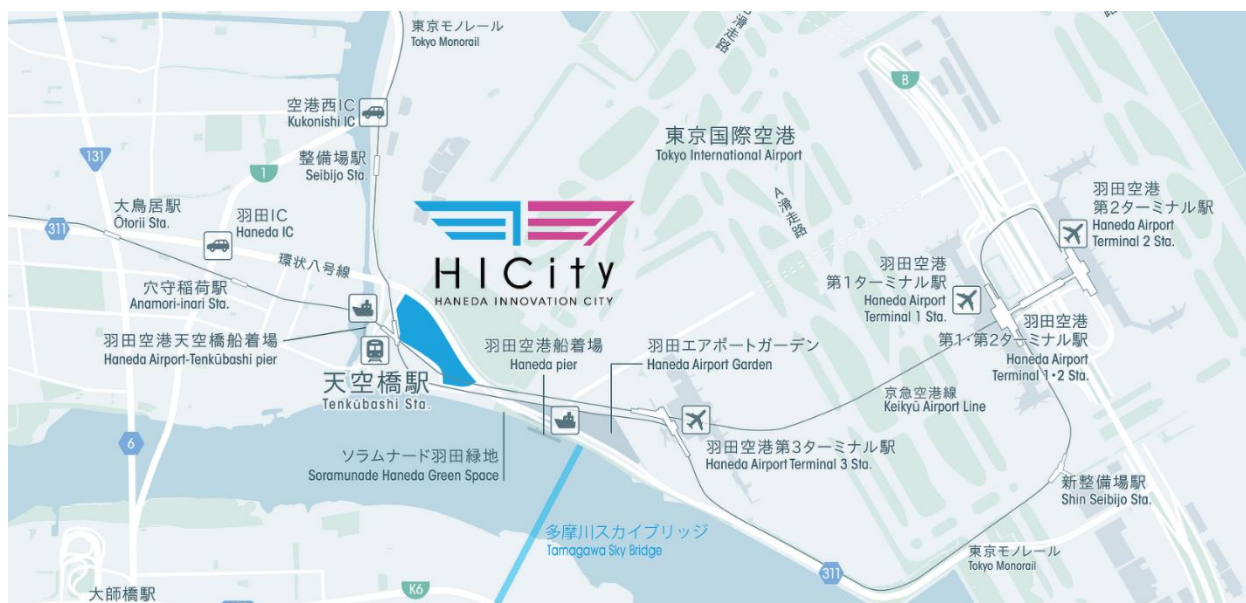 東京モノレール
Tokyo Monorail
滑走路
B
空港西IC
Kukonishi IC
東京国際空港
Tokyo International Airport
131
1
整備場駅
Seibijo Sta.
A滑走路
大鳥居駅
Ōtorii Sta.
311
羽田IC
Haneda IC
羽田空港
第2ターミナル駅
Haneda Airport
Terminal 2 Sta.
環状八号線
HICity
HANEDA INNOVATION CITY
羽田空港
第1ターミナル駅
Haneda Airport
Terminal 1 Sta.
穴守稲荷駅
Anamori-inari Sta.
羽田空港天空橋船着場
Haneda Airport-Tenkūbashi pier
羽田空港船着場
Haneda pier
羽田エアポートガーデン
Haneda Airport Garden
羽田空港
第1・第2ターミナル駅
Haneda Airport
Terminal 1・2 Sta.
天空橋駅
Tenkūbashi Sta.
京急空港線
Keikyū Airport Line
6
ソラムナード羽田緑地
Soramunade Haneda Green Space
羽田空港第3ターミナル駅
Haneda Airport Terminal 3 Sta.
新整備場駅
Shin Seibijo Sta.
多摩川スカイブリッジ
Tamagawa Sky Bridge
東京モノレール
Tokyo Monorail
311
K6
大師橋駅